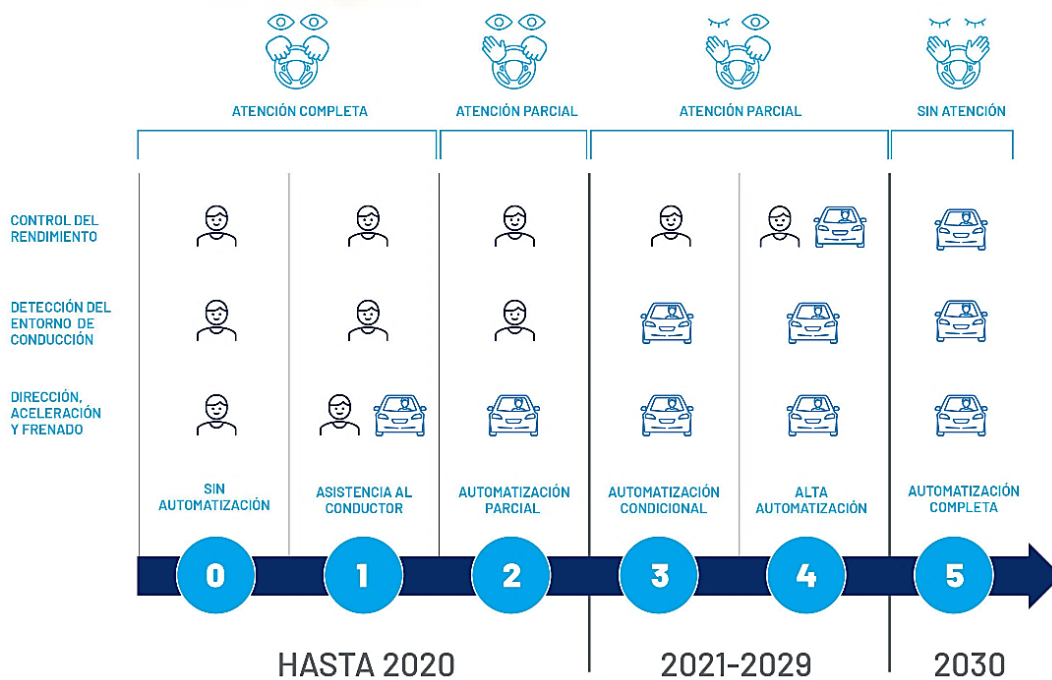 ATENCIÓN COMPLETA
ATENCIÓN PARCIAL
ATENCIÓN PARCIAL
SIN ATENCIÓN
CONTROL DEL
RENDIMIENTO
DETECCIÓN DEL
ENTORNO DE
CONDUCCIÓN
DIRECCIÓN,
ACELERACIÓN
Y FRENADO
SIN
AUTOMATIZACIÓN
ASISTENCIA AL
CONDUCTOR
AUTOMATIZACIÓN
PARCIAL
AUTOMATIZACIÓN
CONDICIONAL
ALTA
AUTOMATIZACIÓN
AUTOMATIZACIÓN
COMPLETA
0
1
2
3
4
5
HASTA 2020
2021-2029
2030